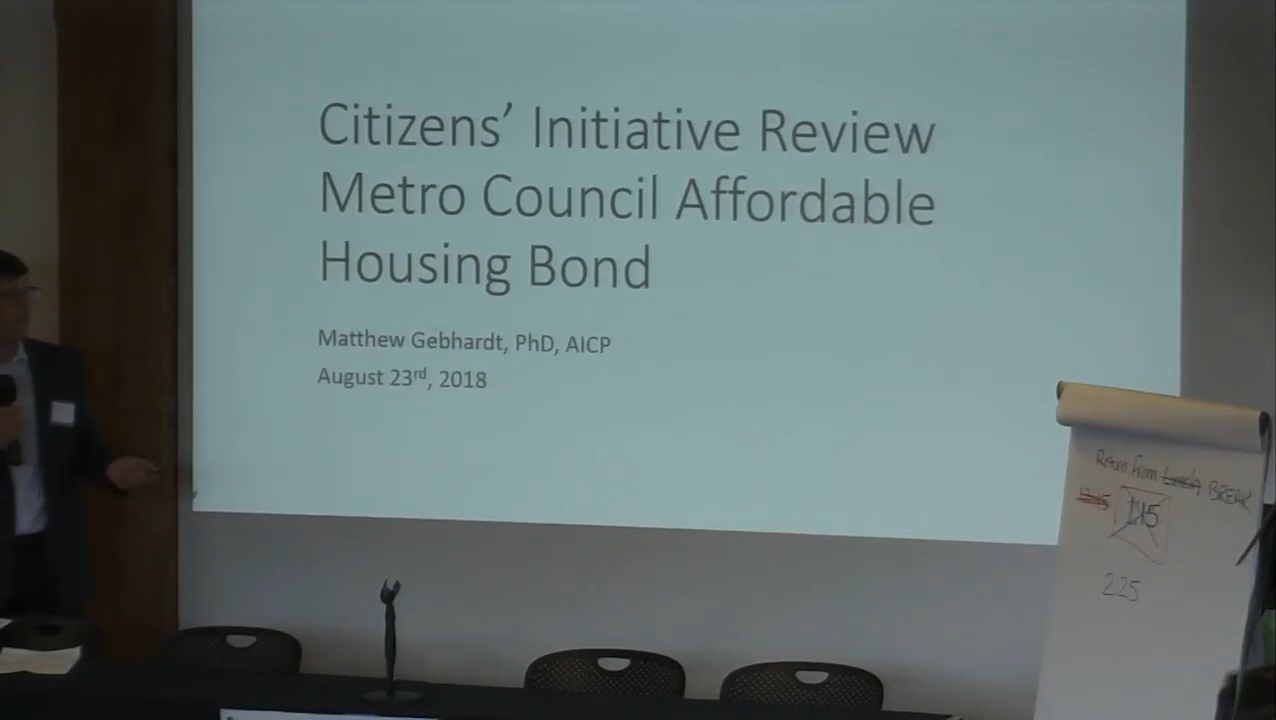 Citizens' Initiative Review
Metro Council Affordable
Housing Bond
Matthew Gebhardt, PhD, AICP
August 23rd, 2018
Return From Lunch BREAK
1:15
225